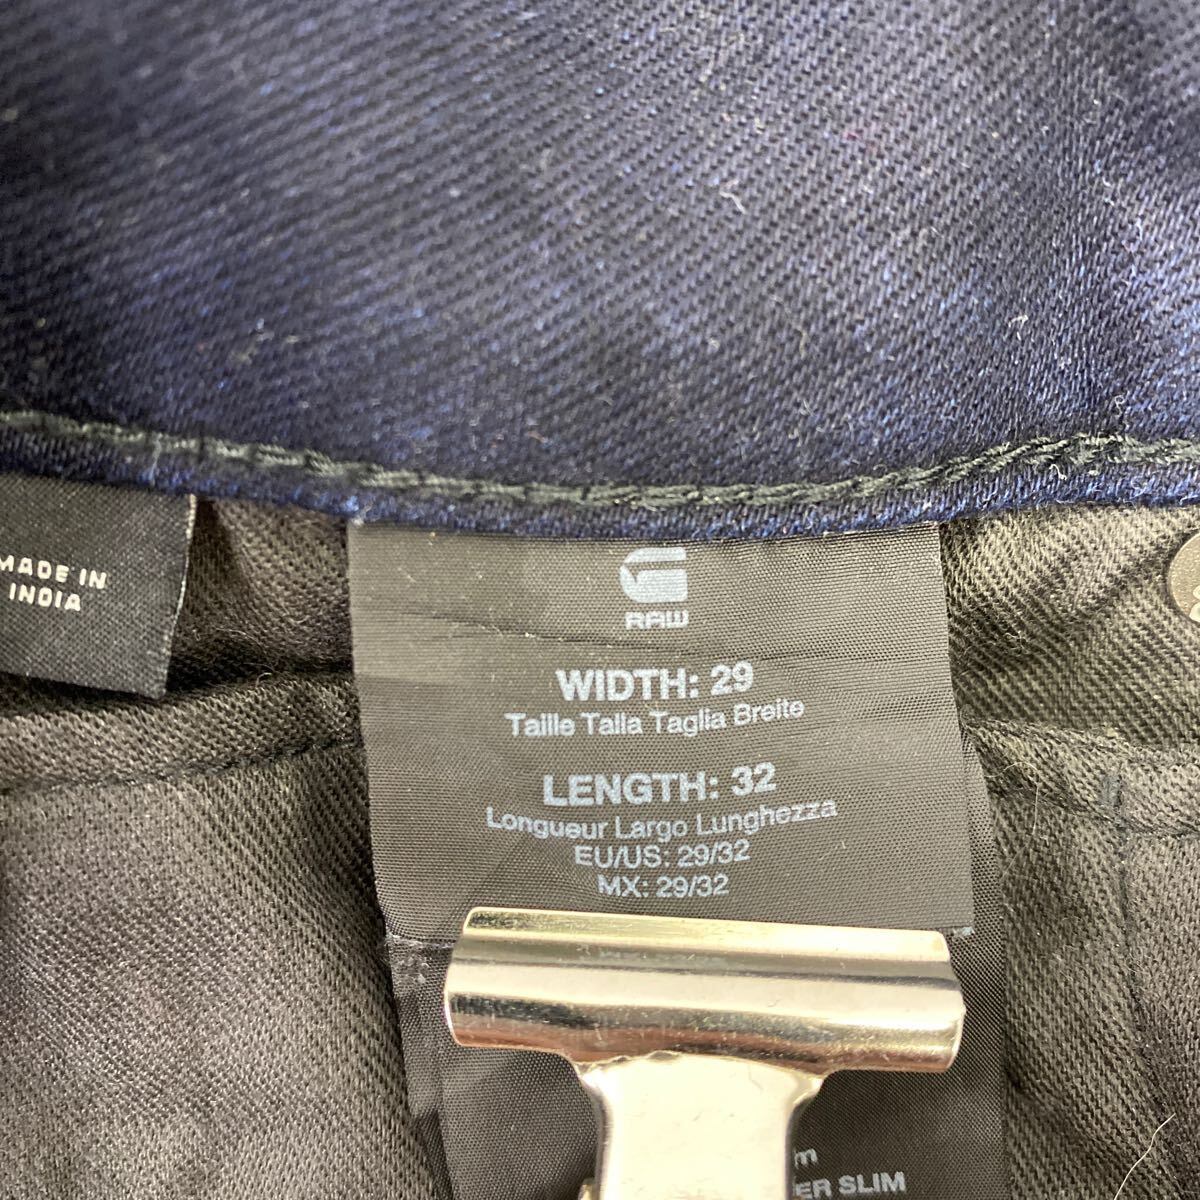 MADE IN
INDIA
RAW
WIDTH: 29
Taille Talla Taglia Breite
LENGTH: 32
Longueur Largo Lunghezza
EU/US: 29/32
MX: 29/32
SLIM